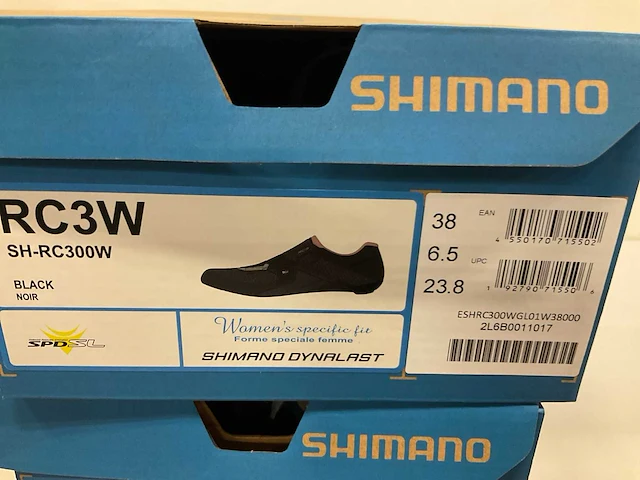 SHIMANO
RC3W
SH-RC300W
BLACK
NOIR
SPD-SL
Women's specific fit
Forme speciale femme
SHIMANO DYNALAST
38
EAN
4 550170 715502
6.5
UPC
1 92790 71550 6
23.8
ESHRC300WGL01W38000
2L6B0011017
SHIMANO